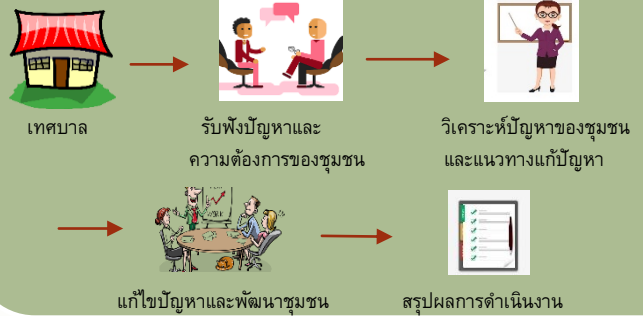 เทศบาล
รับฟังปัญหาและ
ความต้องการของชุมชน
วิเคราะห์ปัญหาของชุมชน
และแนวทางแก้ปัญหา
แก้ไขปัญหาและพัฒนาชุมชน
สรุปผลการดำเนินงาน